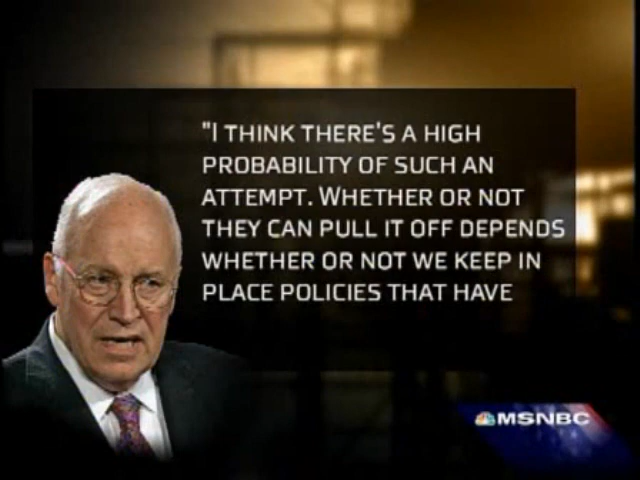 "I THINK THERE'S A HIGH
PROBABILITY OF SUCH AN
ATTEMPT. WHETHER OR NOT
THEY CAN PULL IT OFF DEPENDS
WHETHER OR NOT WE KEEP IN
PLACE POLICIES THAT HAVE
MSNBC